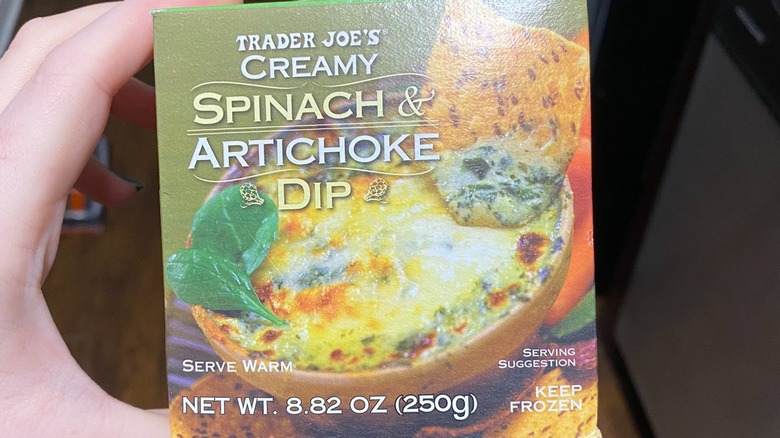 TRADER JOE'S
CREAMY
SPINACH &
ARTICHOKE
DIP
SERVE WARM
SERVING
SUGGESTION
NET WT. 8.82 OZ (250g)
KEEP
FROZEN